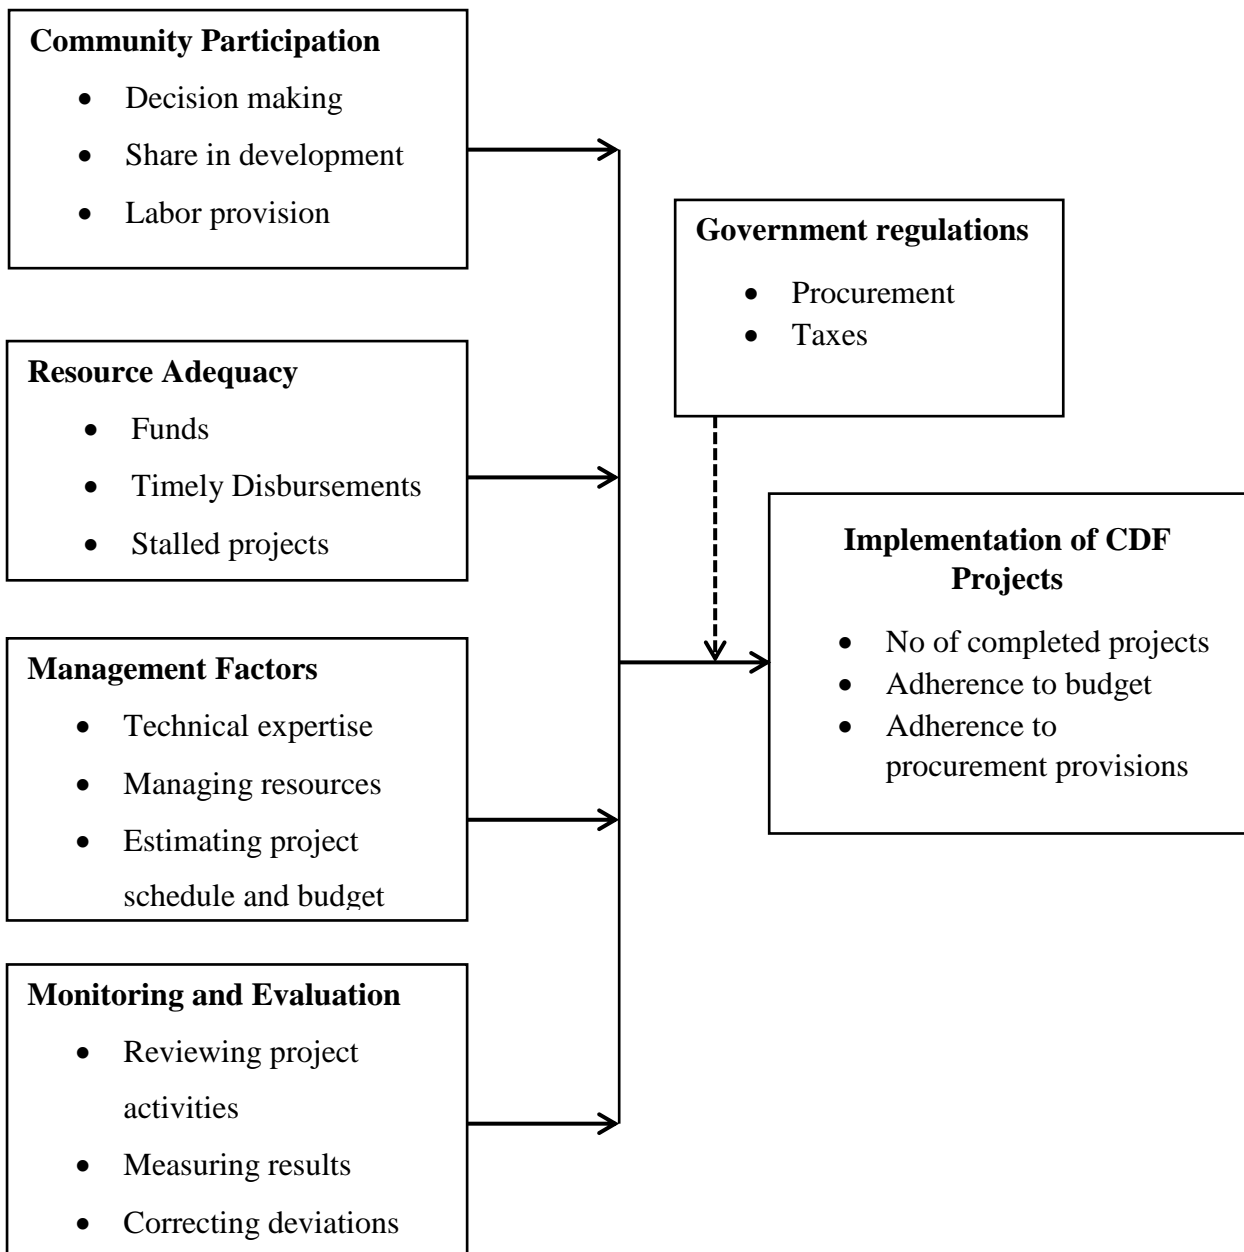 Community Participation
• Decision making
• Share in development
• Labor provision
Resource Adequacy
• Funds
• Timely Disbursements
• Stalled projects
Management Factors
• Technical expertise
• Managing resources
• Estimating project
schedule and budget
Monitoring and Evaluation
• Reviewing project
activities
• Measuring results
• Correcting deviations
Government regulations
• Procurement
• Taxes
Implementation of CDF
Projects
• No of completed projects
• Adherence to budget
• Adherence to
procurement provisions